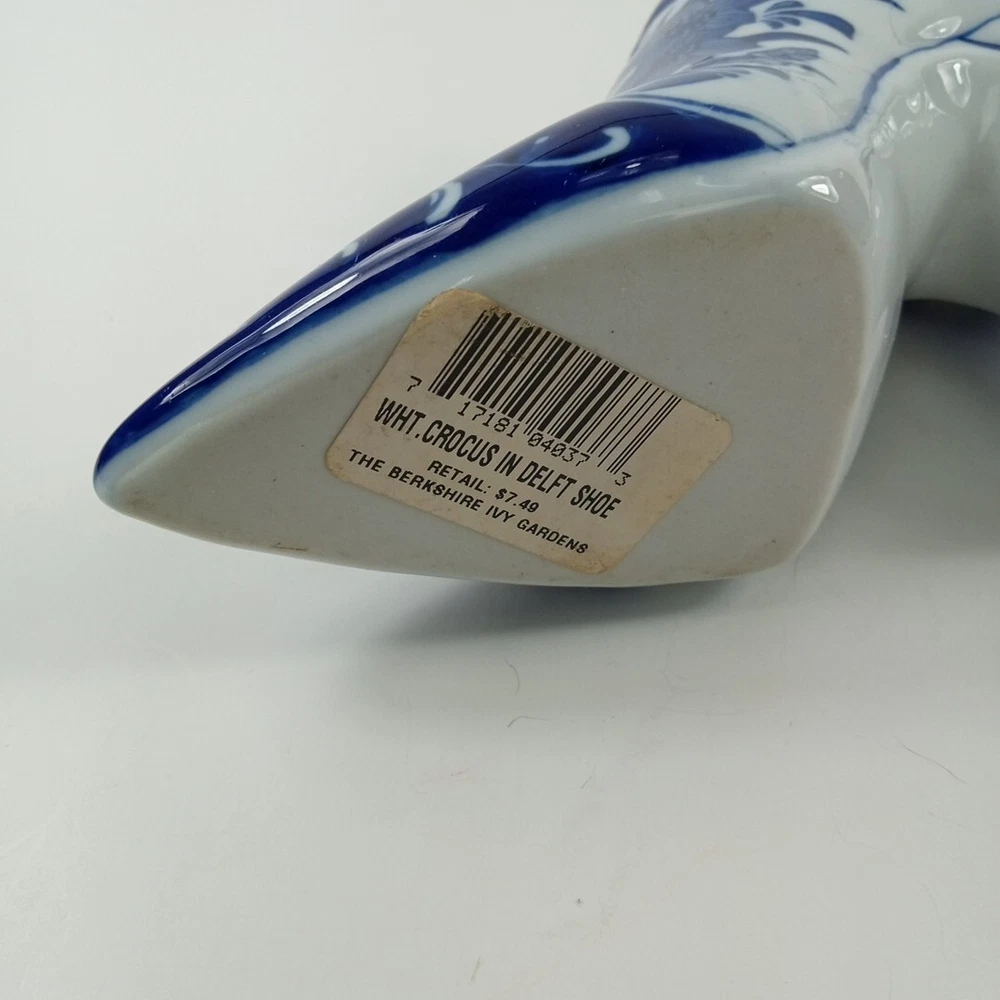 7 17181 04037 3
WHT.CROCUS IN DELFT SHOE
RETAIL: $7.49
THE BERKSHIRE IVY GARDENS